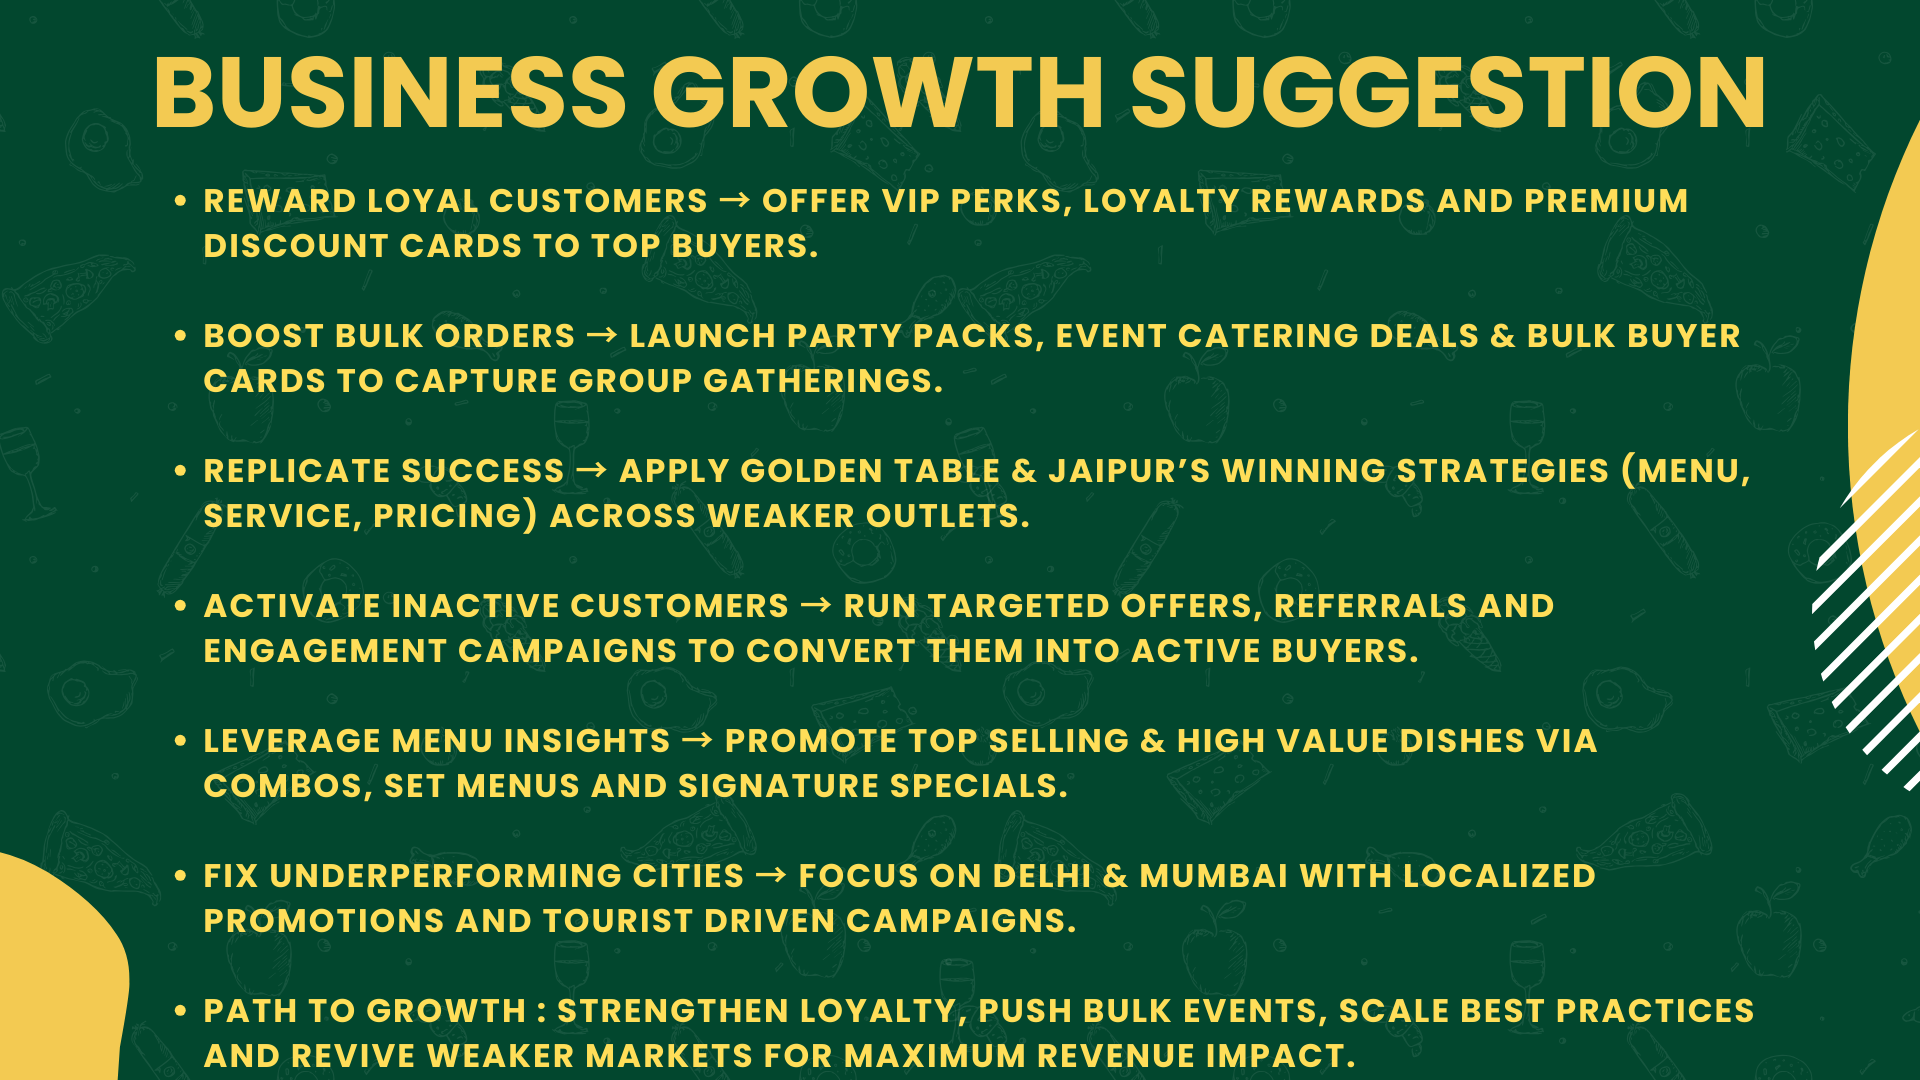 BUSINESS GROWTH SUGGESTION
• REWARD LOYAL CUSTOMERS → OFFER VIP PERKS, LOYALTY REWARDS AND PREMIUM
DISCOUNT CARDS TO TOP BUYERS.
• BOOST BULK ORDERS → LAUNCH PARTY PACKS, EVENT CATERING DEALS & BULK BUYER
CARDS TO CAPTURE GROUP GATHERINGS.
• REPLICATE SUCCESS → APPLY GOLDEN TABLE & JAIPUR’S WINNING STRATEGIES (MENU,
SERVICE, PRICING) ACROSS WEAKER OUTLETS.
• ACTIVATE INACTIVE CUSTOMERS → RUN TARGETED OFFERS, REFERRALS AND
ENGAGEMENT CAMPAIGNS TO CONVERT THEM INTO ACTIVE BUYERS.
• LEVERAGE MENU INSIGHTS → PROMOTE TOP SELLING & HIGH VALUE DISHES VIA
COMBOS, SET MENUS AND SIGNATURE SPECIALS.
• FIX UNDERPERFORMING CITIES → FOCUS ON DELHI & MUMBAI WITH LOCALIZED
PROMOTIONS AND TOURIST DRIVEN CAMPAIGNS.
• PATH TO GROWTH : STRENGTHEN LOYALTY, PUSH BULK EVENTS, SCALE BEST PRACTICES
AND REVIVE WEAKER MARKETS FOR MAXIMUM REVENUE IMPACT.